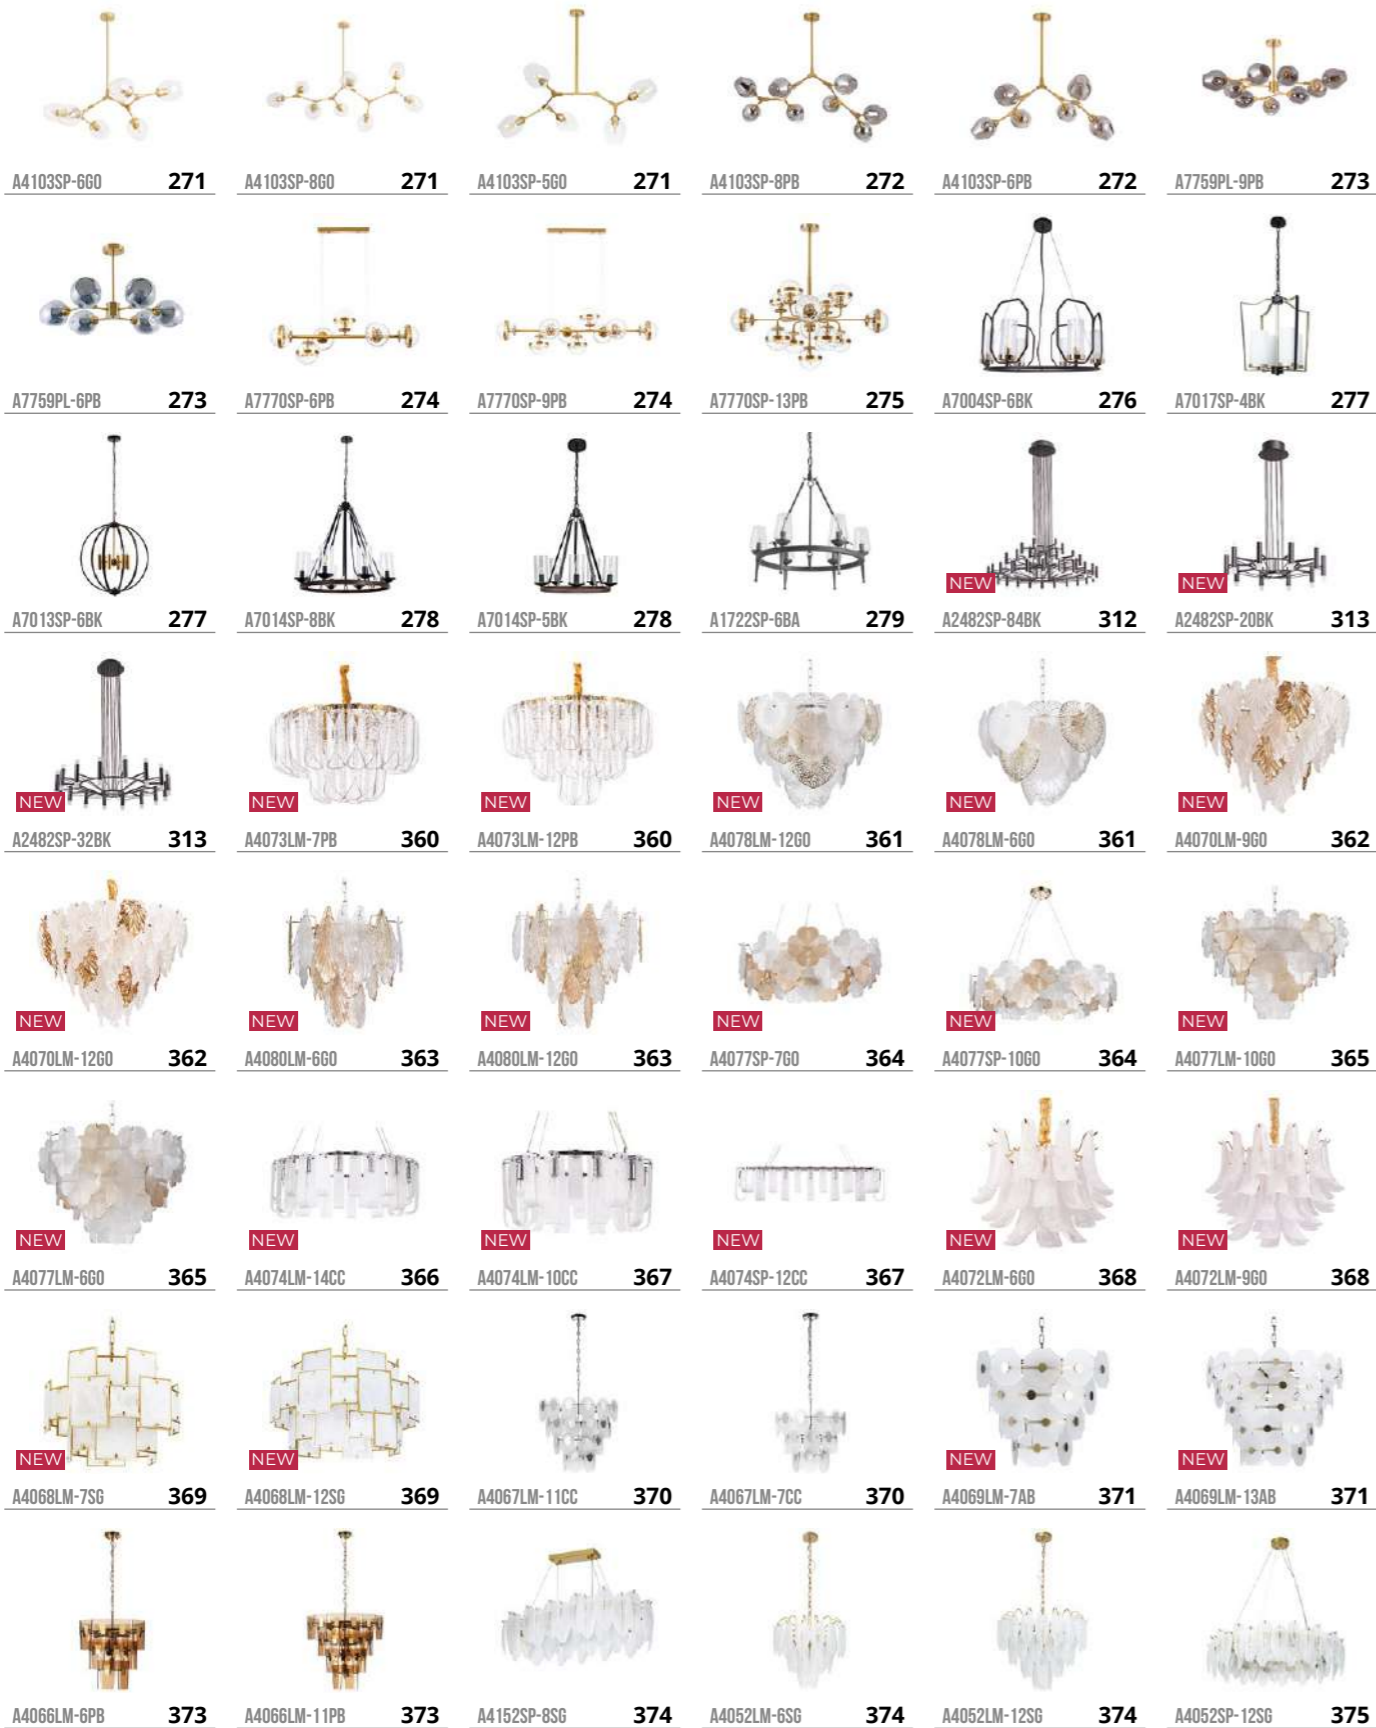 A4103SP-6GO 271 A4103SP-8GO 271 A4103SP-5GO 271 A4103SP-8PB 272 A4103SP-6PB 272 A7759PL-9PB 273
A7759PL-6PB 273 A7770SP-6PB 274 A7770SP-9PB 274 A7770SP-13PB 275 A7004SP-6BK 276 A7017SP-4BK 277
NEW NEW
A7013SP-6BK 277 A7014SP-8BK 278 A7014SP-5BK 278 A1722SP-6BA 279 A2482SP-84BK 312 A2482SP-20BK 313
NEW NEW NEW NEW NEW NEW
A2482SP-32BK 313 A4073LM-7PB 360 A4073LM-12PB 360 A4078LM-12GO 361 A4078LM-6GO 361 A4070LM-9GO 362
NEW NEW NEW NEW NEW NEW
A4070LM-12GO 362 A4080LM-6GO 363 A4080LM-12GO 363 A4077SP-7GO 364 A4077SP-10GO 364 A4077LM-10GO 365
NEW NEW NEW NEW NEW NEW
A4077LM-6GO 365 A4074LM-14CC 366 A4074LM-10CC 367 A4074SP-12CC 367 A4072LM-6GO 368 A4072LM-9GO 368
NEW NEW NEW NEW
A4068LM-7SG 369 A4068LM-12SG 369 A4067LM-11CC 370 A4067LM-7CC 370 A4069LM-7AB 371 A4069LM-13AB 371
A4066LM-6PB 373 A4066LM-11PB 373 A4152SP-8SG 374 A4052LM-6SG 374 A4052LM-12SG 374 A4052SP-12SG 375